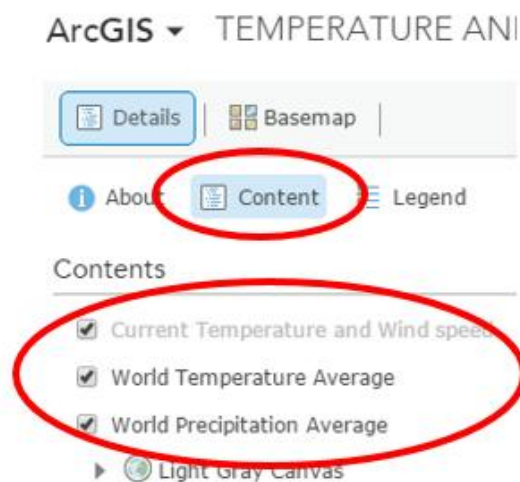 ArcGIS TEMPERATURE AN
Details | Basemap |
About Content Legend
Contents
Current Temperature and Wind speed
World Temperature Average
World Precipitation Average
Light Gray Canvas